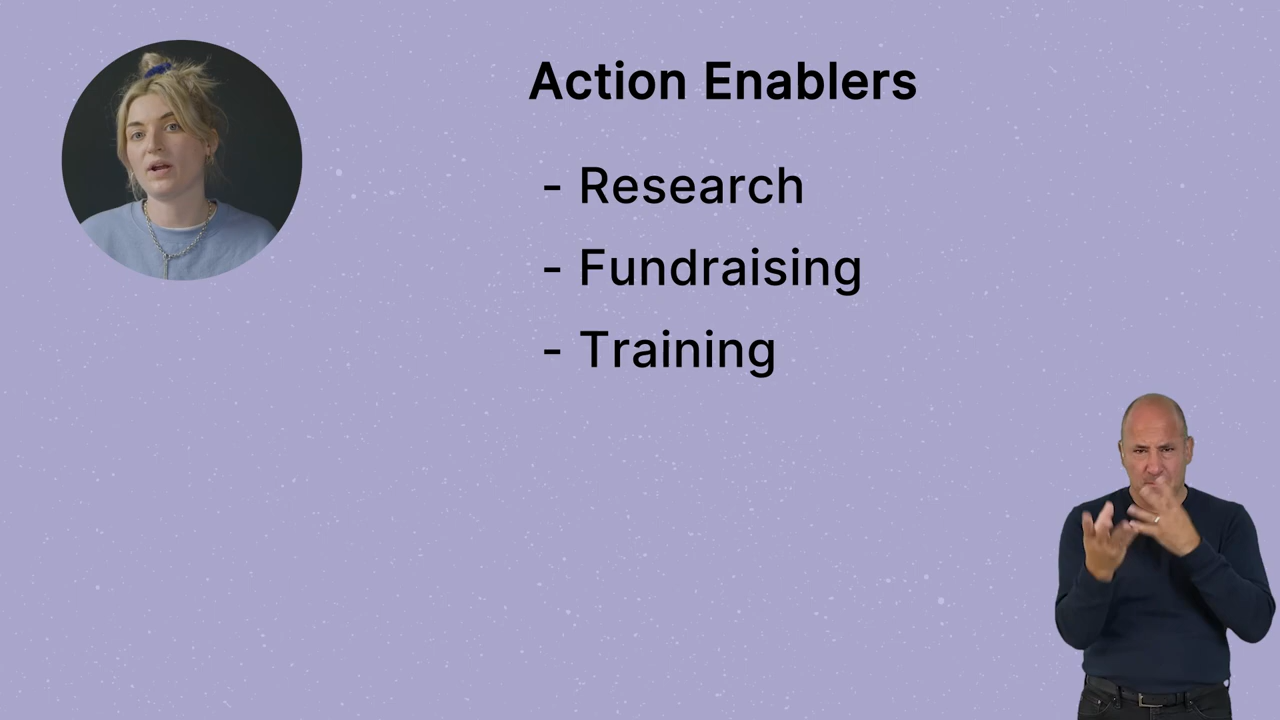 Action Enablers
- Research
- Fundraising
- Training